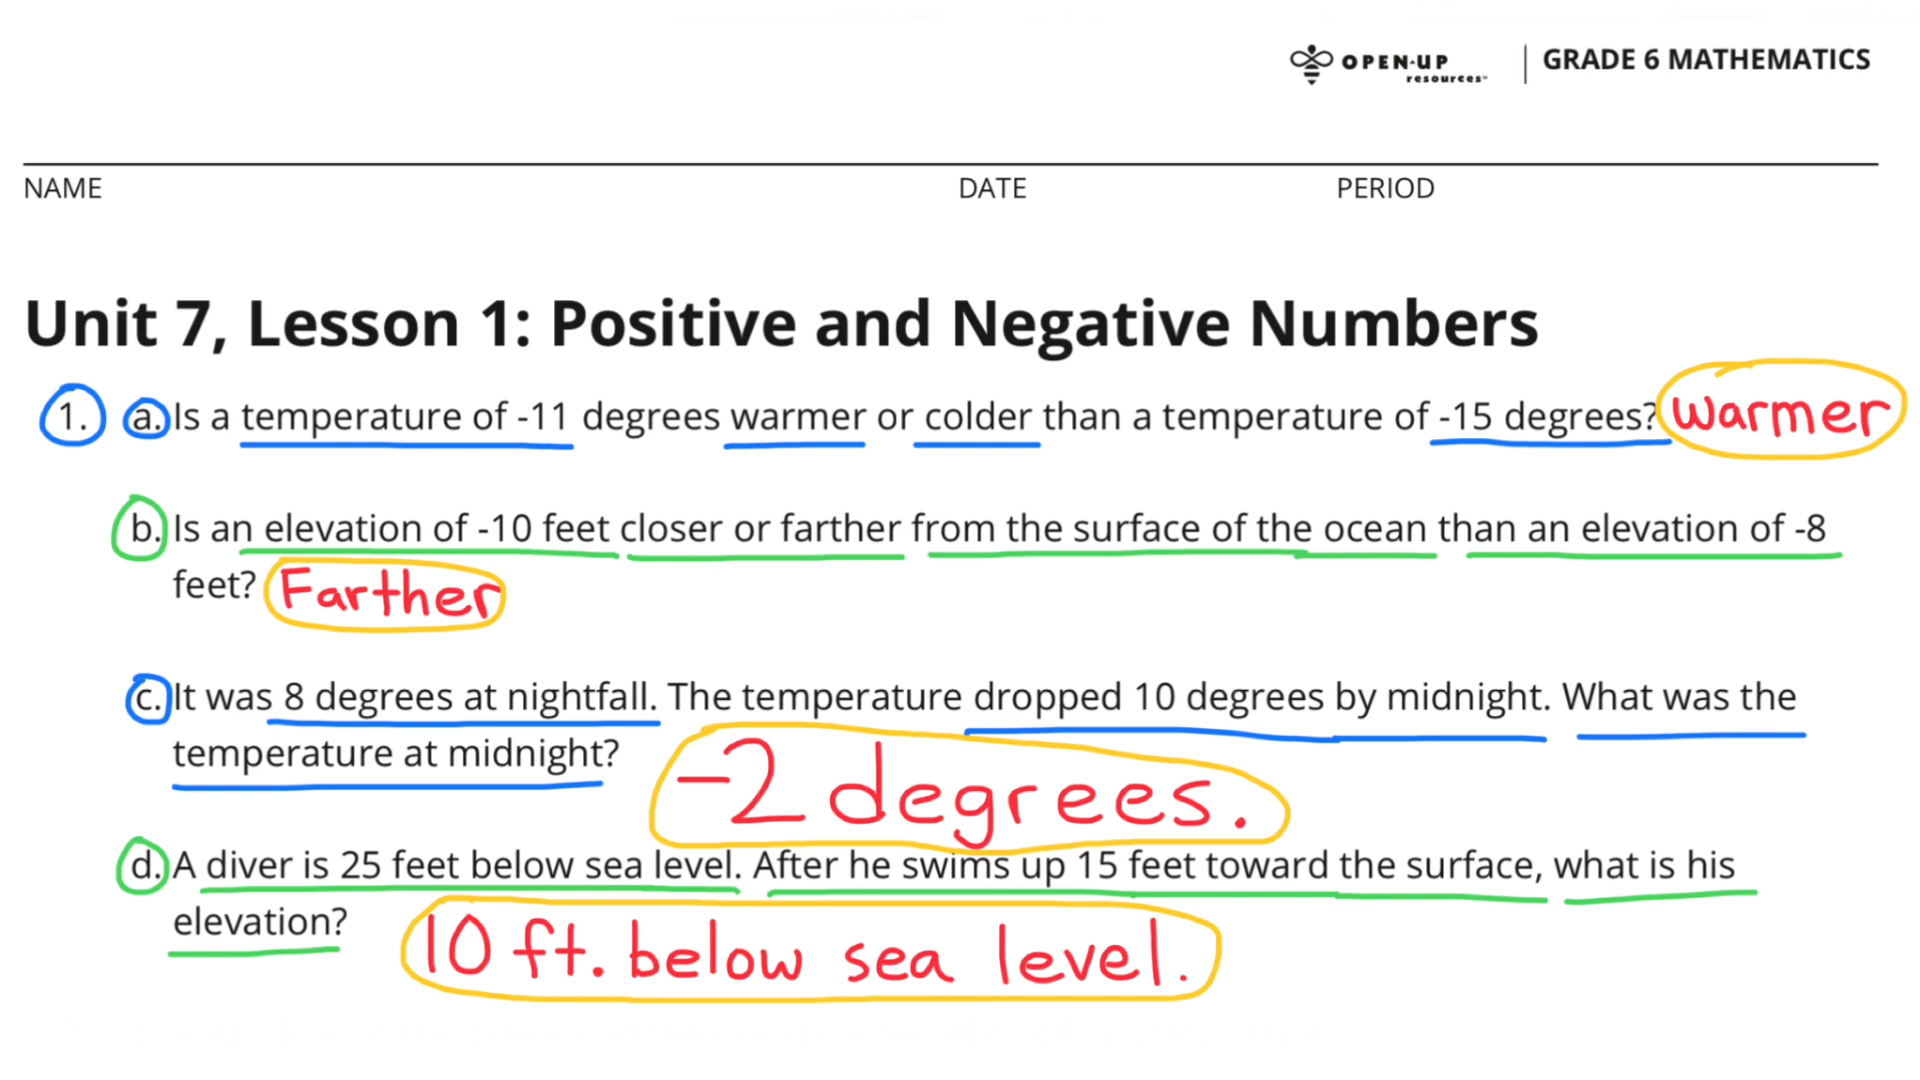 OPEN-UP resources™ | GRADE 6 MATHEMATICS
NAME DATE PERIOD
Unit 7, Lesson 1: Positive and Negative Numbers
1. a. Is a temperature of -11 degrees warmer or colder than a temperature of -15 degrees? Warmer
b. Is an elevation of -10 feet closer or farther from the surface of the ocean than an elevation of -8
feet? Farther
c. It was 8 degrees at nightfall. The temperature dropped 10 degrees by midnight. What was the
temperature at midnight? -2 degrees.
d. A diver is 25 feet below sea level. After he swims up 15 feet toward the surface, what is his
elevation? 10 ft. below sea level.